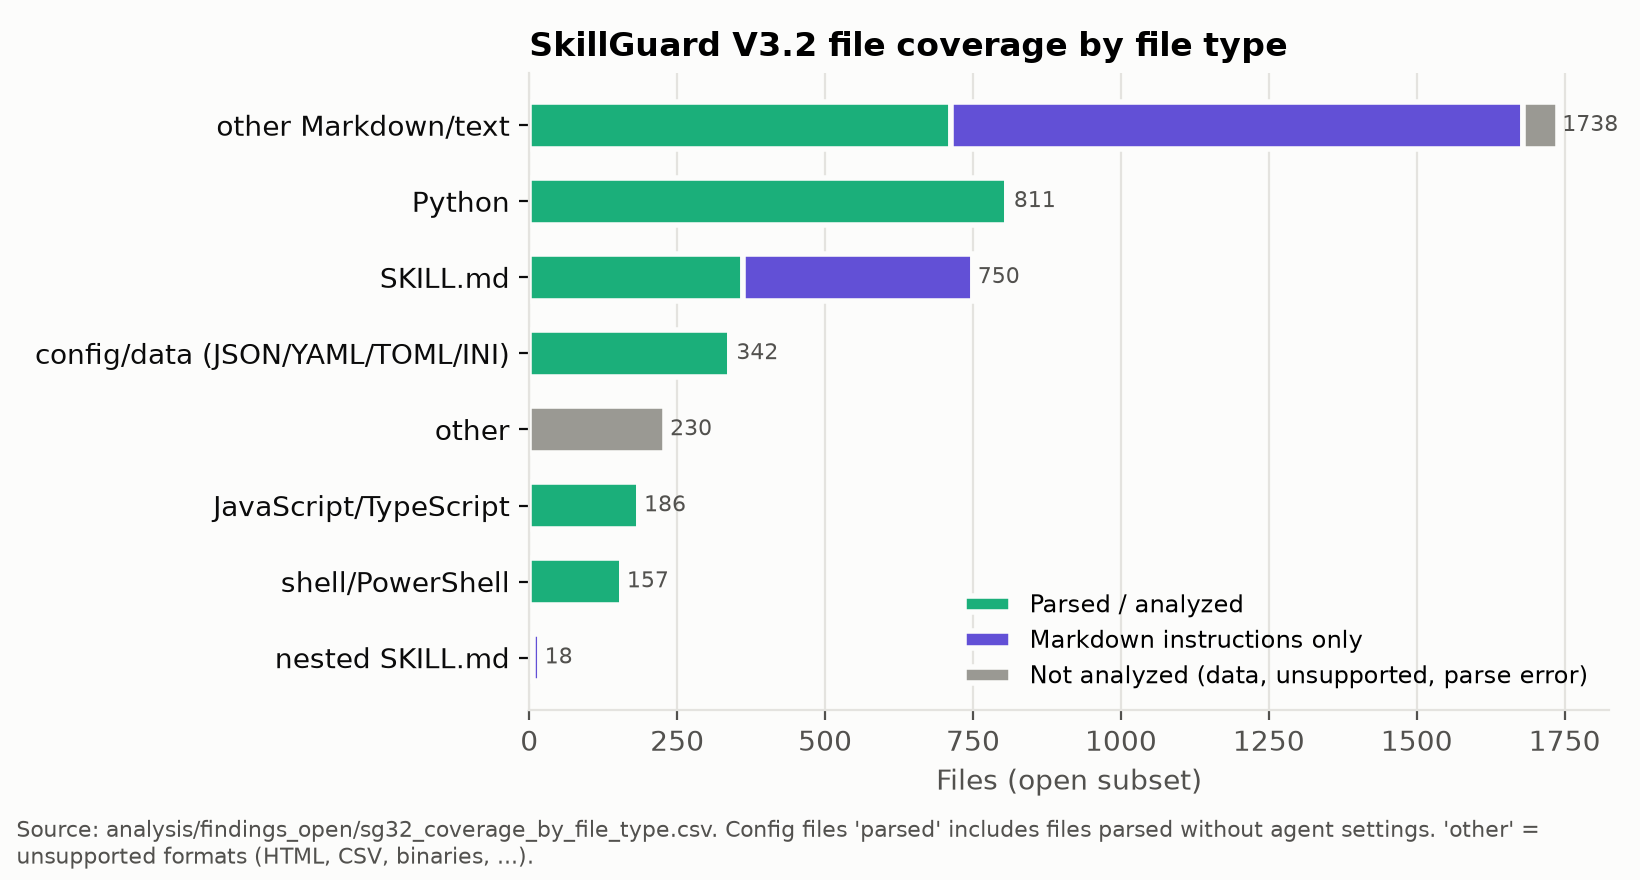 SkillGuard V3.2 file coverage by file type
other Markdown/text
1738
Python
811
SKILL.md
750
config/data (JSON/YAML/TOML/INI)
342
other
230
JavaScript/TypeScript
186
shell/PowerShell
157
nested SKILL.md
18
Parsed / analyzed
Markdown instructions only
Not analyzed (data, unsupported, parse error)
0 250 500 750 1000 1250 1500 1750
Files (open subset)
Source: analysis/findings_open/sg32_coverage_by_file_type.csv. Config files 'parsed' includes files parsed without agent settings. 'other' =
unsupported formats (HTML, CSV, binaries, ...).